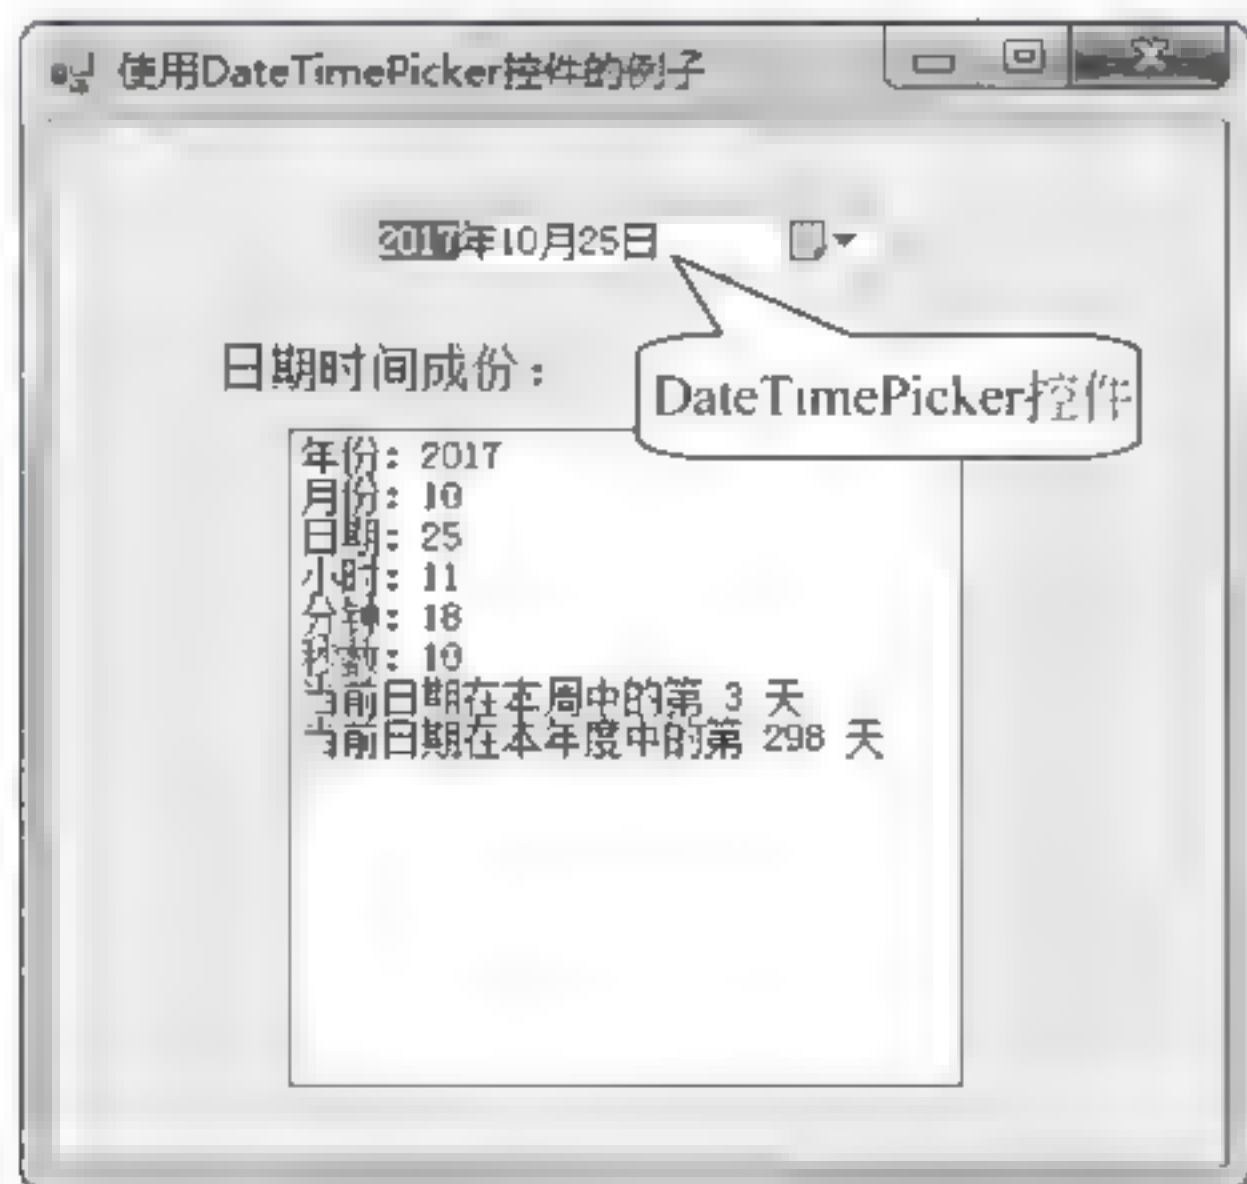 使用DateTimePicker控件的例子
2017年10月25日
日期时间成份：
DateTimePicker控件
年份：2017
月份：10
日期：25
小时：11
分钟：18
秒数：10
当前日期在本周中的第 3 天
当前日期在本年度中的第 298 天